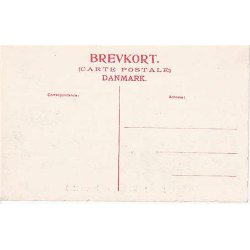 BREVKORT.
(CARTE POSTALE)
DANMARK.
Correspondance:
Adresse: